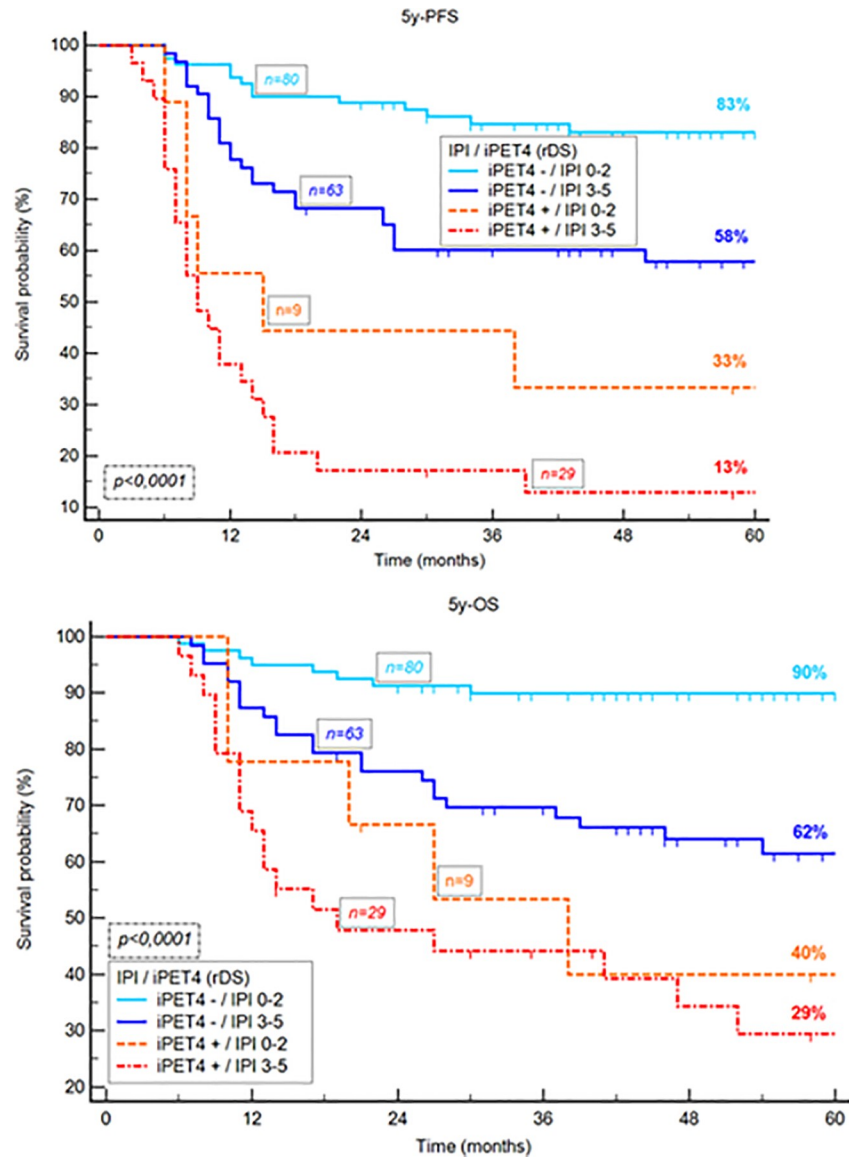 5y-PFS
100
90
80
70
60
50
40
30
20
10
Survival probability (%)
n=80
83%
IPI / iPET4 (rDS)
iPET4 - / IPI 0-2
iPET4 - / IPI 3-5
iPET4 + / IPI 0-2
iPET4 + / IPI 3-5
n=63
58%
n=9
33%
n=29
13%
p<0,0001
0 12 24 36 48 60
Time (months)
5y-OS
100
90
80
70
60
50
40
30
20
Survival probability (%)
n=80
90%
n=63
62%
n=9
n=29
40%
29%
p<0,0001
IPI / iPET4 (rDS)
iPET4 - / IPI 0-2
iPET4 - / IPI 3-5
iPET4 + / IPI 0-2
iPET4 + / IPI 3-5
0 12 24 36 48 60
Time (months)